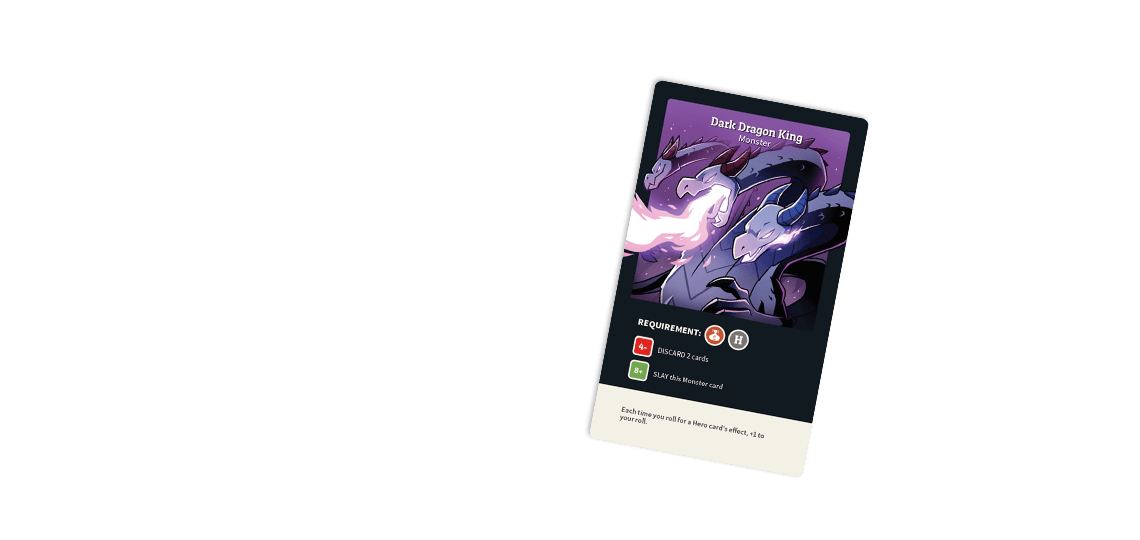 Dark Dragon King
Monster
REQUIREMENT: H
4- DISCARD 2 cards
8+ SLAY this Monster card
Each time you roll for a Hero card's effect, +1 to
your roll.